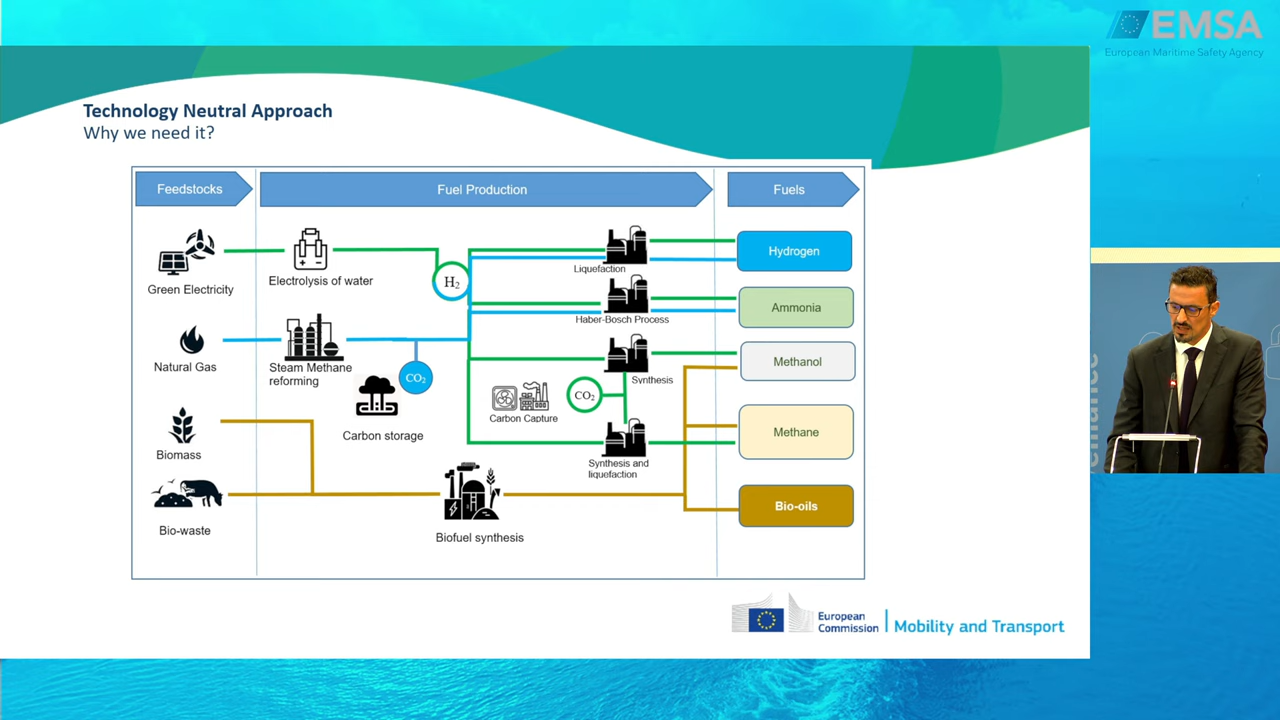 EMSA
European Maritime Safety Agency
Technology Neutral Approach
Why we need it?
Feedstocks
Fuel Production
Fuels
Green Electricity
Electrolysis of water
H₂
Liquefaction
Hydrogen
Haber-Bosch Process
Ammonia
Natural Gas
Steam Methane
reforming
CO₂
Carbon storage
Carbon Capture
CO₂
Synthesis
Methanol
Biomass
Synthesis and
liquefaction
Methane
Bio-waste
Biofuel synthesis
Bio-oils
European
Commission
Mobility and Transport